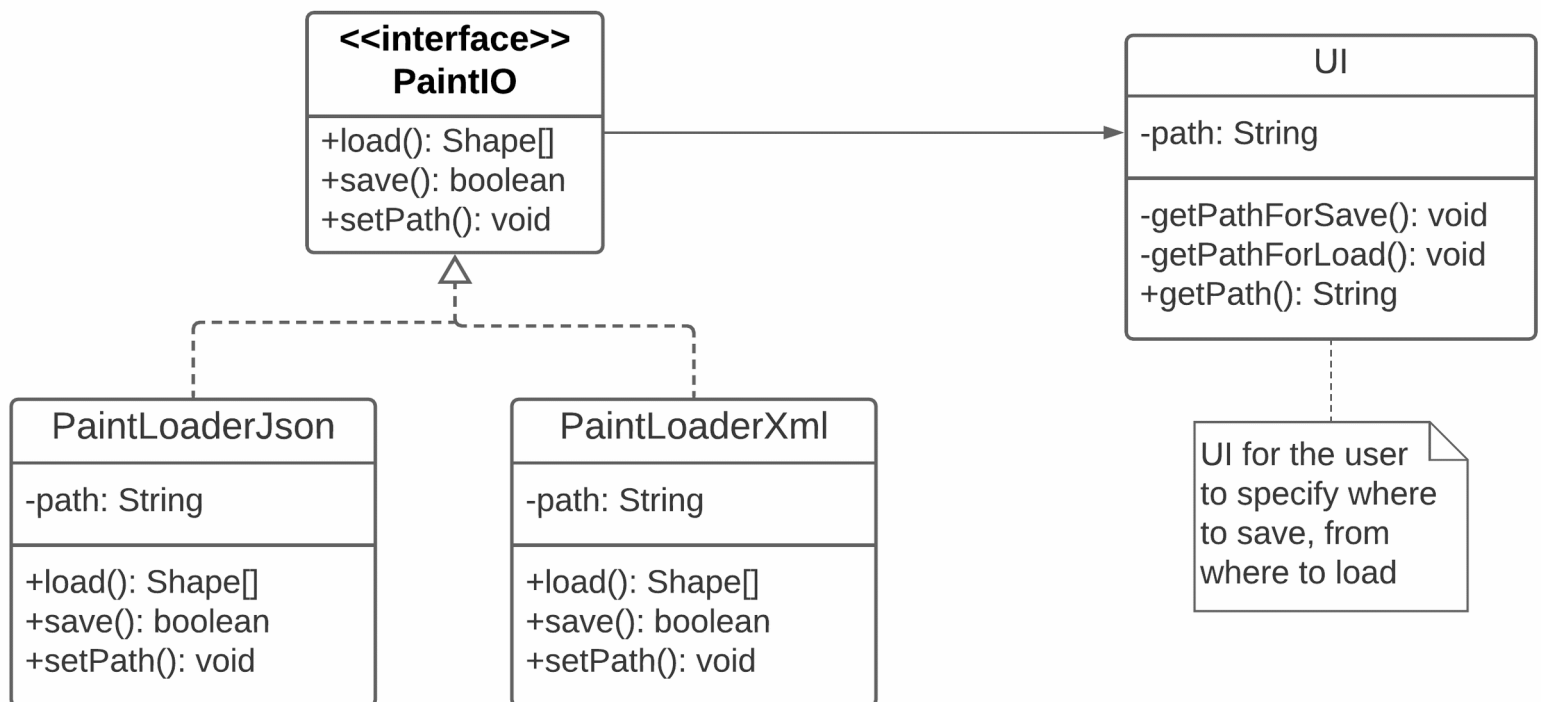 <<interface>>
PaintIO
+load(): Shape[]
+save(): boolean
+setPath(): void
UI
-path: String
-getPathForSave(): void
-getPathForLoad(): void
+getPath(): String
PaintLoaderJson
-path: String
+load(): Shape[]
+save(): boolean
+setPath(): void
PaintLoaderXml
-path: String
+load(): Shape[]
+save(): boolean
+setPath(): void
UI for the user
to specify where
to save, from
where to load